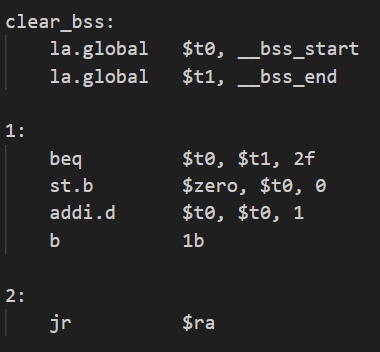 clear_bss:
la.global $t0, __bss_start
la.global $t1, __bss_end
1:
beq $t0, $t1, 2f
st.b $zero, $t0, 0
addi.d $t0, $t0, 1
b 1b
2:
jr $ra